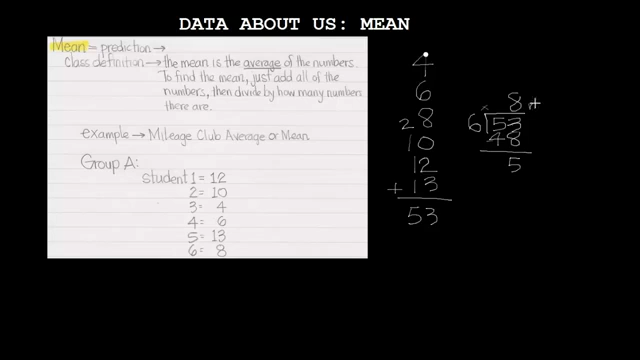 DATA ABOUT US: MEAN
Mean = prediction →
class definition → The mean is the average of the numbers.
To find the mean, just add all of the
numbers, then divide by how many numbers
there are.
example → Mileage Club Average or Mean
Group A:
student 1 = 12
2 = 10
3 = 4
4 = 6
5 = 13
6 = 8
4
6
2 8
10
12
+ 13
53
8 +
6 53
48
5